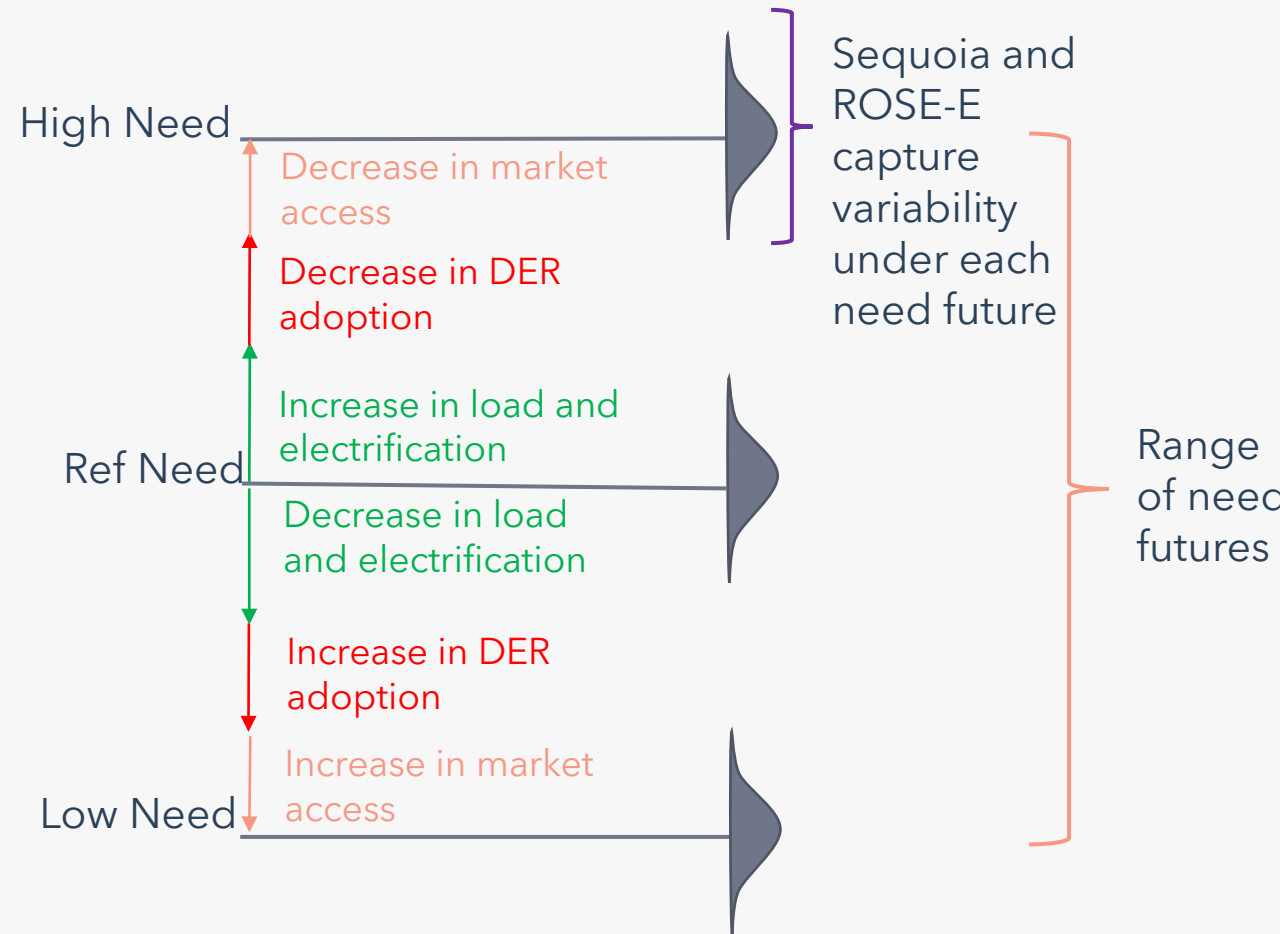 High Need
Decrease in market
access
Decrease in DER
adoption
Increase in load and
electrification
Ref Need
Decrease in load
and electrification
Increase in DER
adoption
Increase in market
access
Low Need
Sequoia and
ROSE-E
capture
variability
under each
need future
Range
of need
futures